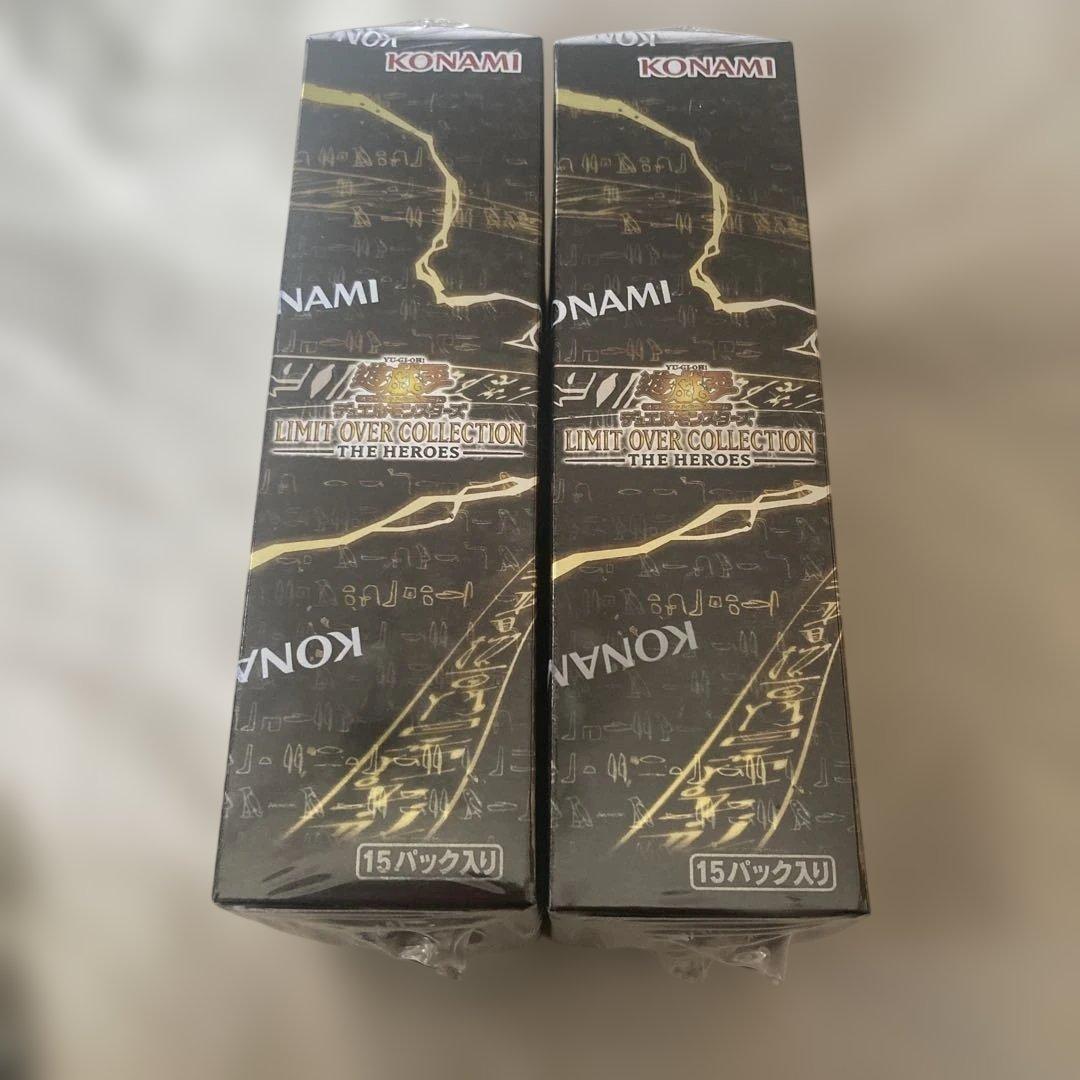 KONAMI
KONAMI
NAMI
YU-GI-OH!
遊戯王
デュエルモンスターズ
LIMIT OVER COLLECTION
THE HEROES
KONA
15パック入り
KONAMI
ONAMI
YU-GI-OH!
遊戯王
デュエルモンスターズ
LIMIT OVER COLLECTION
THE HEROES
KONAM
15パック入り